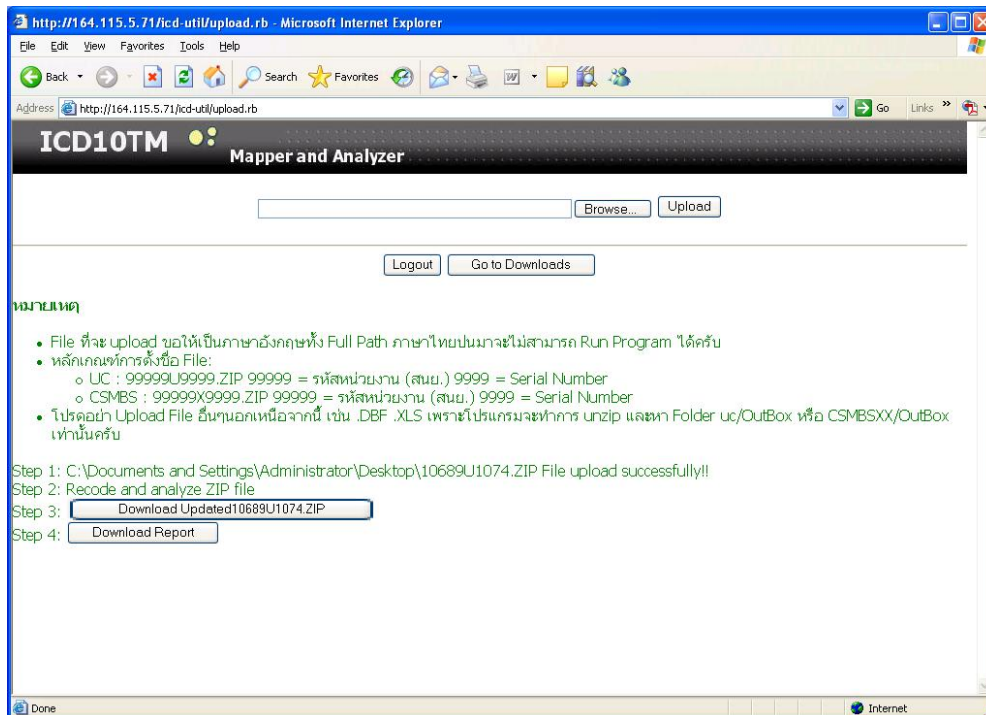 http://164.115.5.71/icd-util/upload.rb - Microsoft Internet Explorer
File Edit View Favorites Tools Help
Back Search Favorites
Address http://164.115.5.71/icd-util/upload.rb Go Links »
ICD10TM
Mapper and Analyzer
Browse... Upload
Logout Go to Downloads
หมายเหตุ
• File ที่จะ upload ขอให้เป็นภาษาอังกฤษทั้ง Full Path ภาษาไทยปนมาจะไม่สามารถ Run Program ได้ครับ
• หลักเกณฑ์การตั้งชื่อ File:
o UC : 99999U9999.ZIP 99999 = รหัสหน่วยงาน (สนย.) 9999 = Serial Number
o CSMBS : 99999X9999.ZIP 99999 = รหัสหน่วยงาน (สนย.) 9999 = Serial Number
• โปรดอย่า Upload File อื่นๆนอกเหนือจากนี้ เช่น .DBF .XLS เพราะโปรแกรมจะทำการ unzip และหา Folder uc/OutBox หรือ CSMBSXX/OutBox
เท่านั้นครับ
Step 1: C:\Documents and Settings\Administrator\Desktop\10689U1074.ZIP File upload successfully!!
Step 2: Recode and analyze ZIP file
Step 3: Download Updated10689U1074.ZIP
Step 4: Download Report
Done Internet